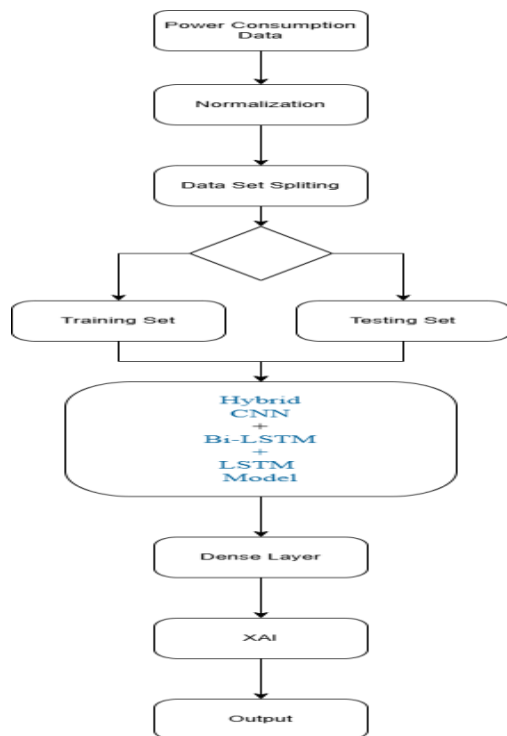 Power Consumption
Data
Normalization
Data Set Spliting
Training Set
Testing Set
Hybrid
CNN
+
Bi-LSTM
+
LSTM
Model
Dense Layer
XAI
Output